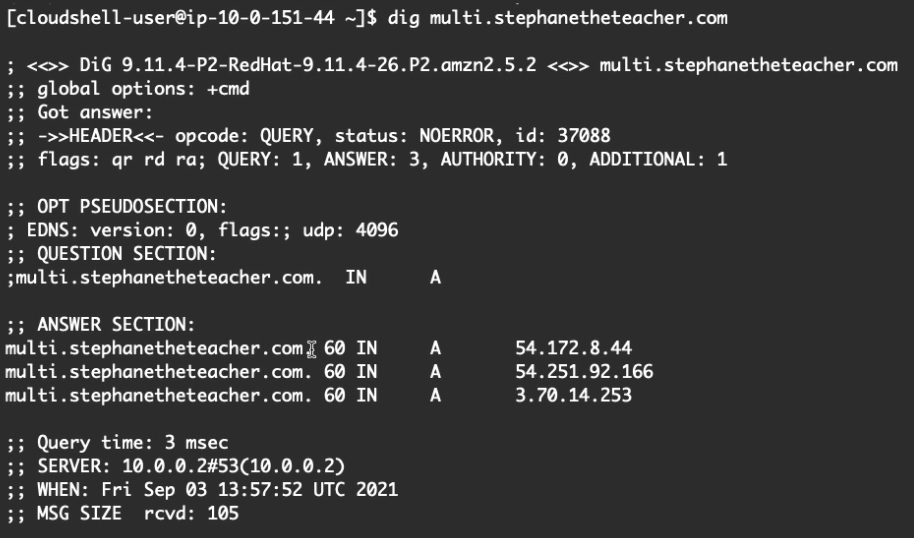 [cloudshell-user@ip-10-0-151-44 ~]$ dig multi.stephanetheteacher.com
; <<>> DiG 9.11.4-P2-RedHat-9.11.4-26.P2.amzn2.5.2 <<>> multi.stephanetheteacher.com
;; global options: +cmd
;; Got answer:
;; ->>HEADER<<- opcode: QUERY, status: NOERROR, id: 37088
;; flags: qr rd ra; QUERY: 1, ANSWER: 3, AUTHORITY: 0, ADDITIONAL: 1
;; OPT PSEUDOSECTION:
; EDNS: version: 0, flags:; udp: 4096
;; QUESTION SECTION:
;multi.stephanetheteacher.com. IN A
;; ANSWER SECTION:
multi.stephanetheteacher.com. 60 IN A 54.172.8.44
multi.stephanetheteacher.com. 60 IN A 54.251.92.166
multi.stephanetheteacher.com. 60 IN A 3.70.14.253
;; Query time: 3 msec
;; SERVER: 10.0.0.2#53(10.0.0.2)
;; WHEN: Fri Sep 03 13:57:52 UTC 2021
;; MSG SIZE rcvd: 105